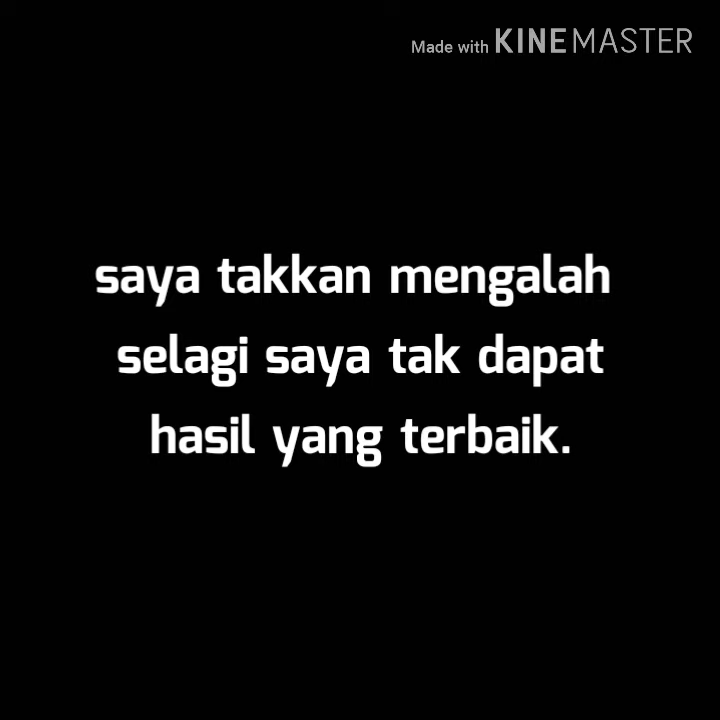 Made with KINEMASTER
saya takkan mengalah
selagi saya tak dapat
hasil yang terbaik.